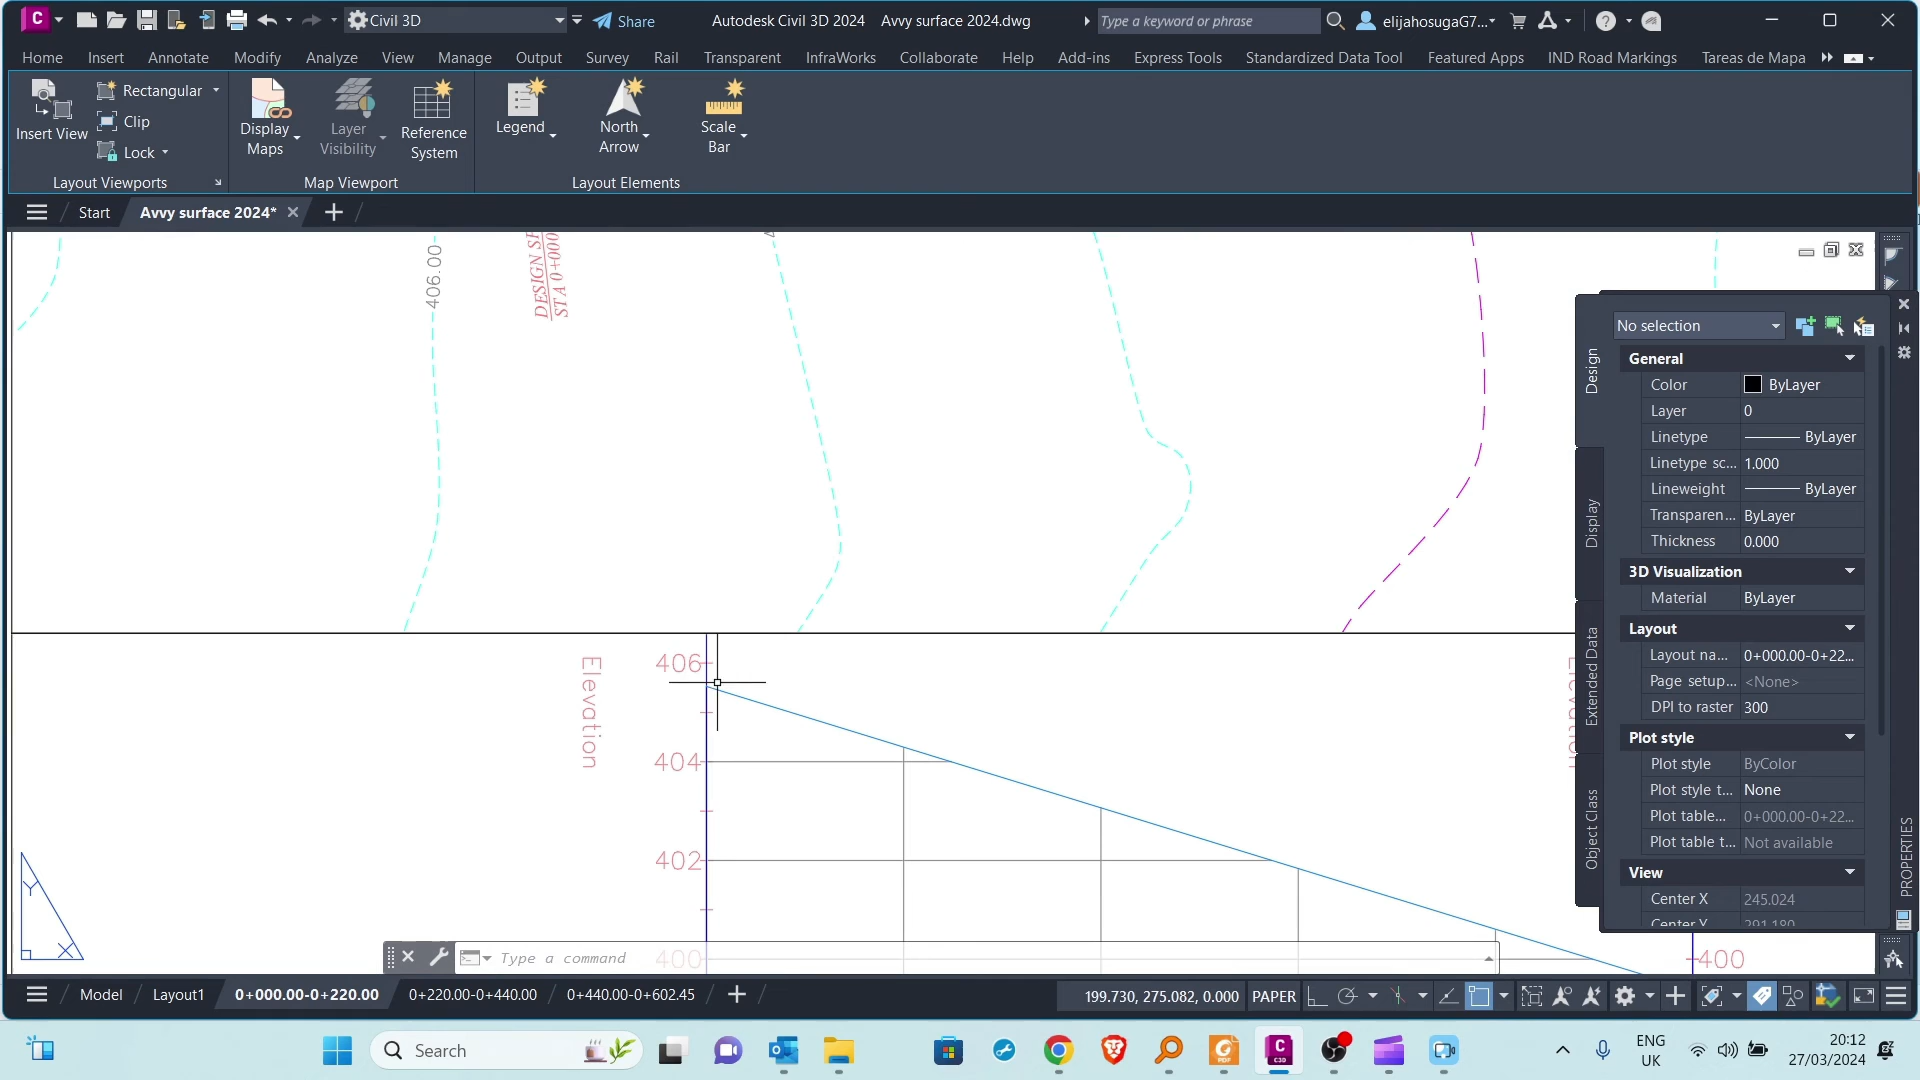 Civil 3D
Share
Autodesk Civil 3D 2024 Avvy surface 2024.dwg
Type a keyword or phrase
elijahosugaG7...
Home Insert Annotate Modify Analyze View Manage Output Survey Rail Transparent InfraWorks Collaborate Help Add-ins Express Tools Standardized Data Tool Featured Apps IND Road Markings Tareas de Mapa
Insert View
Rectangular
Clip
Lock
Layout Viewports
Display
Maps
Layer
Visibility
Reference
System
Map Viewport
Legend
North
Arrow
Scale
Bar
Layout Elements
Start
Avvy surface 2024*
406.00
STA 0+000
Elevation
406
404
402
400
400
No selection
General
Color ByLayer
Layer 0
Linetype ByLayer
Linetype sc... 1.000
Lineweight ByLayer
Transparen... ByLayer
Thickness 0.000
3D Visualization
Material ByLayer
Layout
Layout na... 0+000.00-0+22...
Page setup... <None>
DPI to raster 300
Plot style
Plot style ByColor
Plot style t... None
Plot table... 0+000.00-0+22...
Plot table t... Not available
View
Center X 245.024
Center Y 291.180
Design
Display
Extended Data
Object Class
PROPERTIES
Y
X
Type a command
Model Layout1 0+000.00-0+220.00 0+220.00-0+440.00 0+440.00-0+602.45
199.730, 275.082, 0.000 PAPER
Search
ENG
UK
20:12
27/03/2024